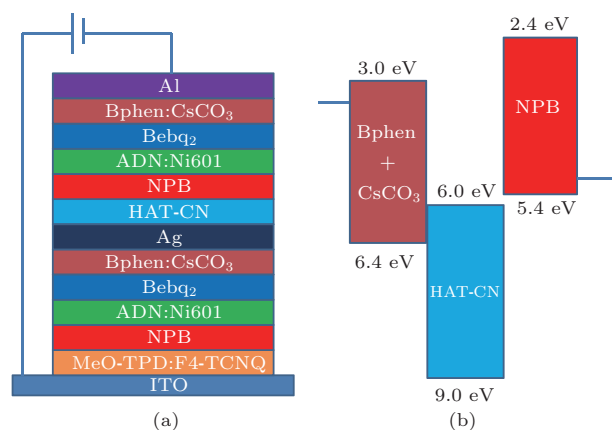 Al
Bphen:CsCO₃
Bebq₂
ADN:Ni601
NPB
HAT-CN
Ag
Bphen:CsCO₃
Bebq₂
ADN:Ni601
NPB
MeO-TPD:F4-TCNQ
ITO
(a)
3.0 eV
2.4 eV
Bphen
+
CsCO₃
NPB
6.0 eV
5.4 eV
6.4 eV
HAT-CN
9.0 eV
(b)